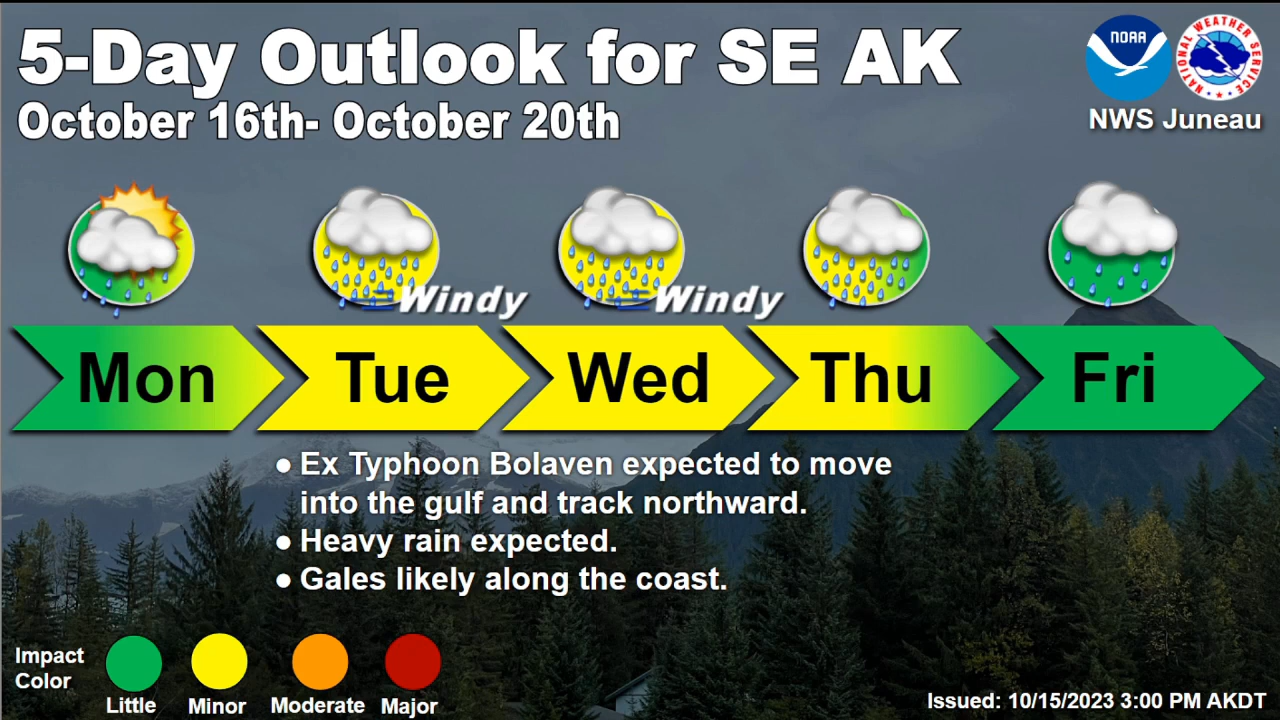 5-Day Outlook for SE AK
October 16th- October 20th
NOAA
NATIONAL WEATHER SERVICE
NWS Juneau
Windy
Windy
Mon
Tue
Wed
Thu
Fri
● Ex Typhoon Bolaven expected to move
into the gulf and track northward.
● Heavy rain expected.
● Gales likely along the coast.
Impact
Color
Little
Minor
Moderate
Major
Issued: 10/15/2023 3:00 PM AKDT